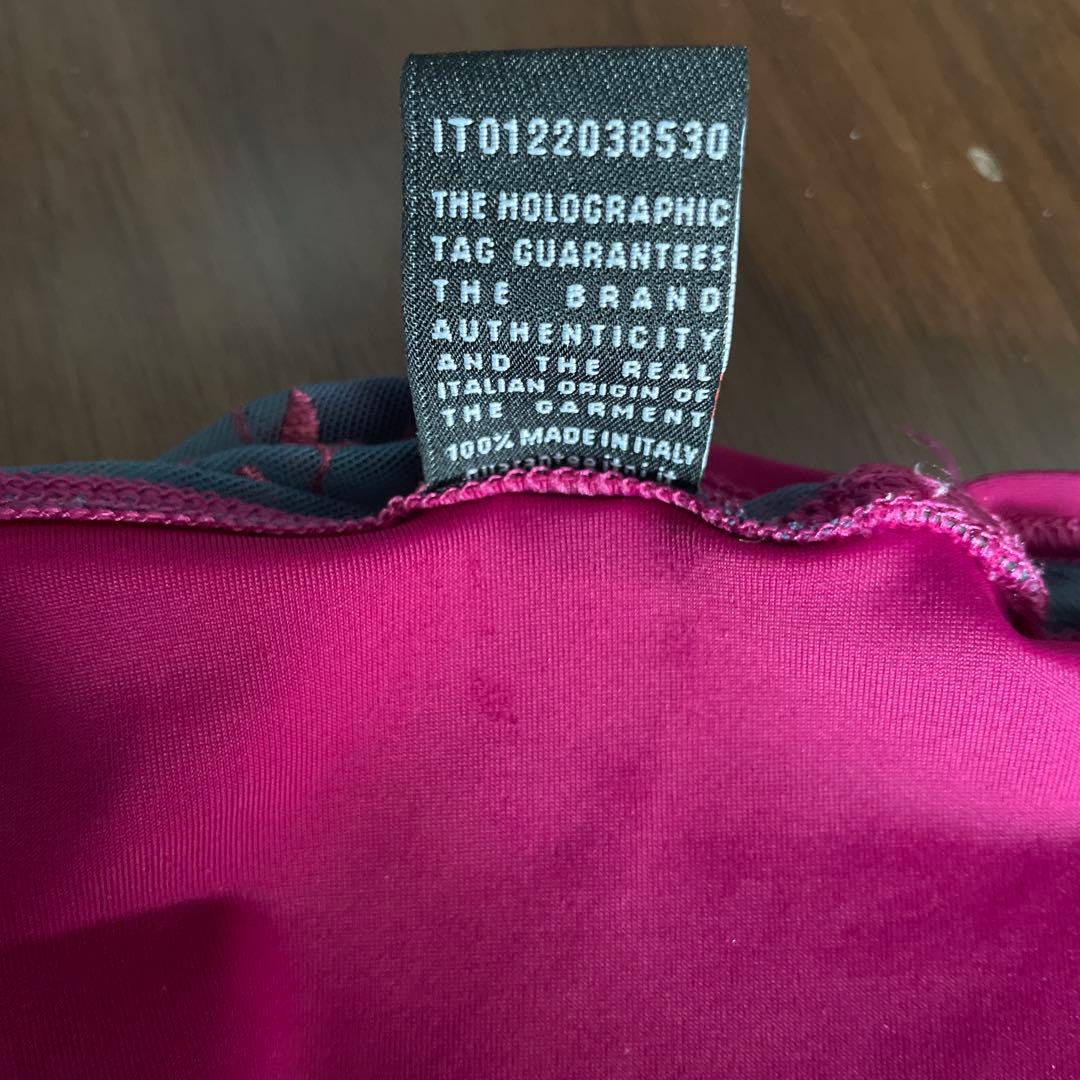 IT0122038530
THE HOLOGRAPHIC
TAG GUARANTEES
THE BRAND
AUTHENTICITY
AND THE REAL
ITALIAN ORIGIN OF
THE GARMENT
100% MADE IN ITALY